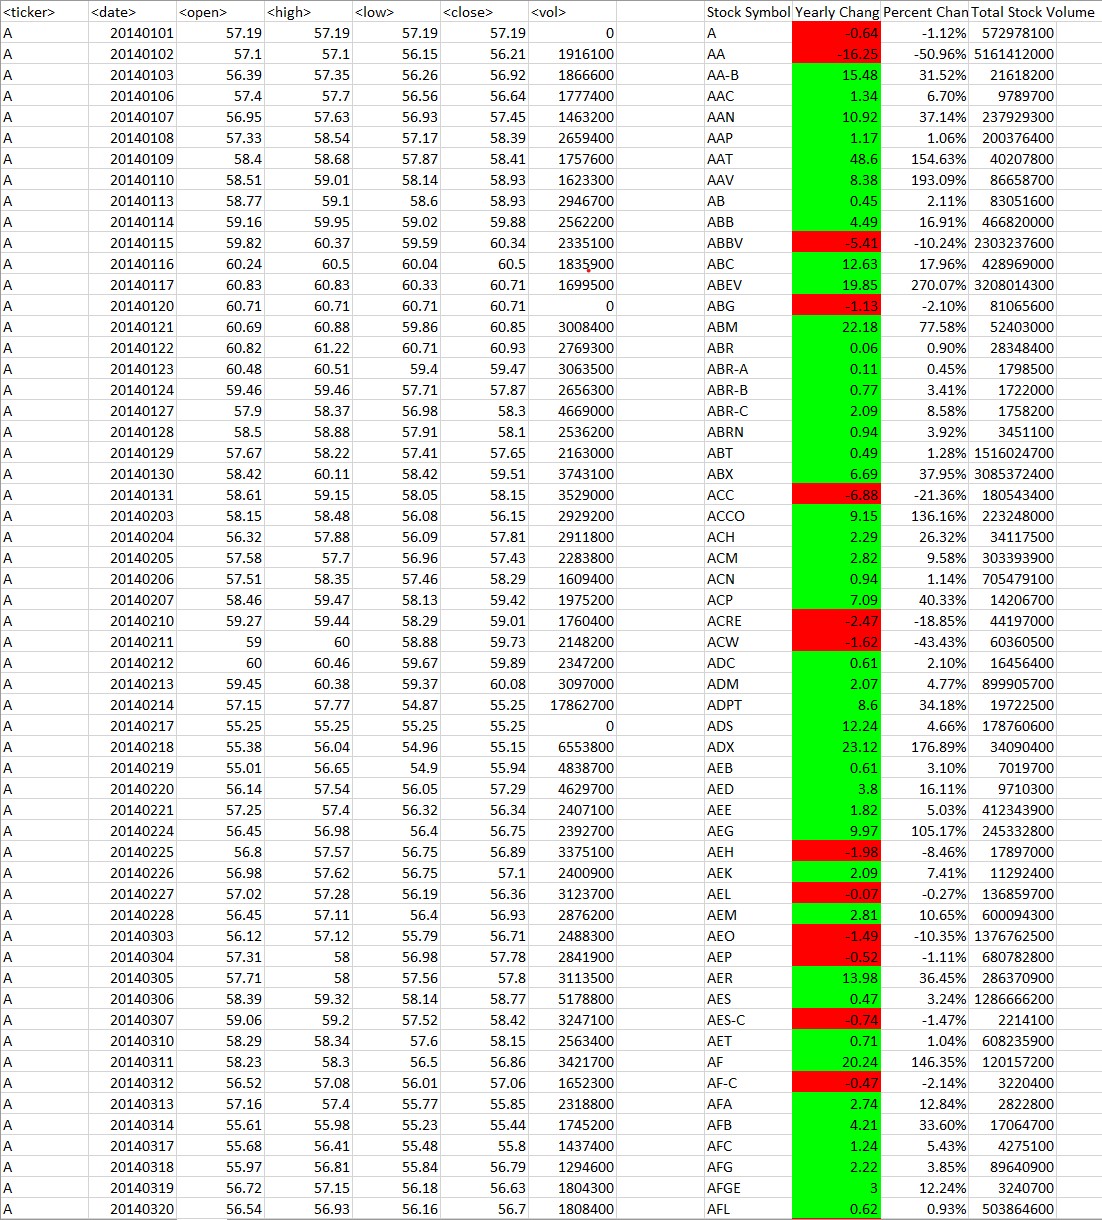 <ticker> <date> <open> <high> <low> <close> <vol> Stock Symbol Yearly Chang Percent Chan Total Stock Volume
A 20140101 57.19 57.19 57.19 57.19 0 A -0.64 -1.12% 572978100
A 20140102 57.1 57.1 56.15 56.21 1916100 AA -16.25 -50.96% 5161412000
A 20140103 56.39 57.35 56.26 56.92 1866600 AA-B 15.48 31.52% 21618200
A 20140106 57.4 57.7 56.56 56.64 1777400 AAC 1.34 6.70% 9789700
A 20140107 56.95 57.63 56.93 57.45 1463200 AAN 10.92 37.14% 237929300
A 20140108 57.33 58.54 57.17 58.39 2659400 AAP 1.17 1.06% 200376400
A 20140109 58.4 58.68 57.87 58.41 1757600 AAT 48.6 154.63% 40207800
A 20140110 58.51 59.01 58.14 58.93 1623300 AAV 8.38 193.09% 86658700
A 20140113 58.77 59.1 58.6 58.93 2946700 AB 0.45 2.11% 83051600
A 20140114 59.16 59.95 59.02 59.88 2562200 ABB 4.49 16.91% 466820000
A 20140115 59.82 60.37 59.59 60.34 2335100 ABBV -5.41 -10.24% 2303237600
A 20140116 60.24 60.5 60.04 60.5 1835900 ABC 12.63 17.96% 428969000
A 20140117 60.83 60.83 60.33 60.71 1699500 ABEV 19.85 270.07% 3208014300
A 20140120 60.71 60.71 60.71 60.71 0 ABG -1.13 -2.10% 81065600
A 20140121 60.69 60.88 59.86 60.85 3008400 ABM 22.18 77.58% 52403000
A 20140122 60.82 61.22 60.71 60.93 2769300 ABR 0.06 0.90% 28348400
A 20140123 60.48 60.51 59.4 59.47 3063500 ABR-A 0.11 0.45% 1798500
A 20140124 59.46 59.46 57.71 57.87 2656300 ABR-B 0.77 3.41% 1722000
A 20140127 57.9 58.37 56.98 58.3 4669000 ABR-C 2.09 8.58% 1758200
A 20140128 58.5 58.88 57.91 58.1 2536200 ABRN 0.94 3.92% 3451100
A 20140129 57.67 58.22 57.41 57.65 2163000 ABT 0.49 1.28% 1516024700
A 20140130 58.42 60.11 58.42 59.51 3743100 ABX 6.69 37.95% 3085372400
A 20140131 58.61 59.15 58.05 58.15 3529000 ACC -6.88 -21.36% 180543400
A 20140203 58.15 58.48 56.08 56.15 2929200 ACCO 9.15 136.16% 223248000
A 20140204 56.32 57.88 56.09 57.81 2911800 ACH 2.29 26.32% 34117500
A 20140205 57.58 57.7 56.96 57.43 2283800 ACM 2.82 9.58% 303393900
A 20140206 57.51 58.35 57.46 58.29 1609400 ACN 0.94 1.14% 705479100
A 20140207 58.46 59.47 58.13 59.42 1975200 ACP 7.09 40.33% 14206700
A 20140210 59.27 59.44 58.29 59.01 1760400 ACRE -2.47 -18.85% 44197000
A 20140211 59 60 58.88 59.73 2148200 ACW -1.62 -43.43% 60360500
A 20140212 60 60.46 59.67 59.89 2347200 ADC 0.61 2.10% 16456400
A 20140213 59.45 60.38 59.37 60.08 3097000 ADM 2.07 4.77% 899905700
A 20140214 57.15 57.77 54.87 55.25 17862700 ADPT 8.6 34.18% 19722500
A 20140217 55.25 55.25 55.25 55.25 0 ADS 12.24 4.66% 178760600
A 20140218 55.38 56.04 54.96 55.15 6553800 ADX 23.12 176.89% 34090400
A 20140219 55.01 56.65 54.9 55.94 4838700 AEB 0.61 3.10% 7019700
A 20140220 56.14 57.54 56.05 57.29 4629700 AED 3.8 16.11% 9710300
A 20140221 57.25 57.4 56.32 56.34 2407100 AEE 1.82 5.03% 412343900
A 20140224 56.45 56.98 56.4 56.75 2392700 AEG 9.97 105.17% 245332800
A 20140225 56.8 57.57 56.75 56.89 3375100 AEH -1.98 -8.46% 17897000
A 20140226 56.98 57.62 56.75 57.1 2400900 AEK 2.09 7.41% 11292400
A 20140227 57.02 57.28 56.19 56.36 3123700 AEL -0.07 -0.27% 136859700
A 20140228 56.45 57.11 56.4 56.93 2876200 AEM 2.81 10.65% 600094300
A 20140303 56.12 57.12 55.79 56.71 2488300 AEO -1.49 -10.35% 1376762500
A 20140304 57.31 58 56.98 57.78 2841900 AEP -0.52 -1.11% 680782800
A 20140305 57.71 58 57.56 57.8 3113500 AER 13.98 36.45% 286370900
A 20140306 58.39 59.32 58.14 58.77 5178800 AES 0.47 3.24% 1286666200
A 20140307 59.06 59.2 57.52 58.42 3247100 AES-C -0.74 -1.47% 2214100
A 20140310 58.29 58.34 57.6 58.15 2563400 AET 0.71 1.04% 608235900
A 20140311 58.23 58.3 56.5 56.86 3421700 AF 20.24 146.35% 120157200
A 20140312 56.52 57.08 56.01 57.06 1652300 AF-C -0.47 -2.14% 3220400
A 20140313 57.16 57.4 55.77 55.85 2318800 AFA 2.74 12.84% 2822800
A 20140314 55.61 55.98 55.23 55.44 1745200 AFB 4.21 33.60% 17064700
A 20140317 55.68 56.41 55.48 55.8 1437400 AFC 1.24 5.43% 4275100
A 20140318 55.97 56.81 55.84 56.79 1294600 AFG 2.22 3.85% 89640900
A 20140319 56.72 57.15 56.18 56.63 1804300 AFGE 3 12.24% 3240700
A 20140320 56.54 56.93 56.16 56.7 1808400 AFL 0.62 0.93% 503864600